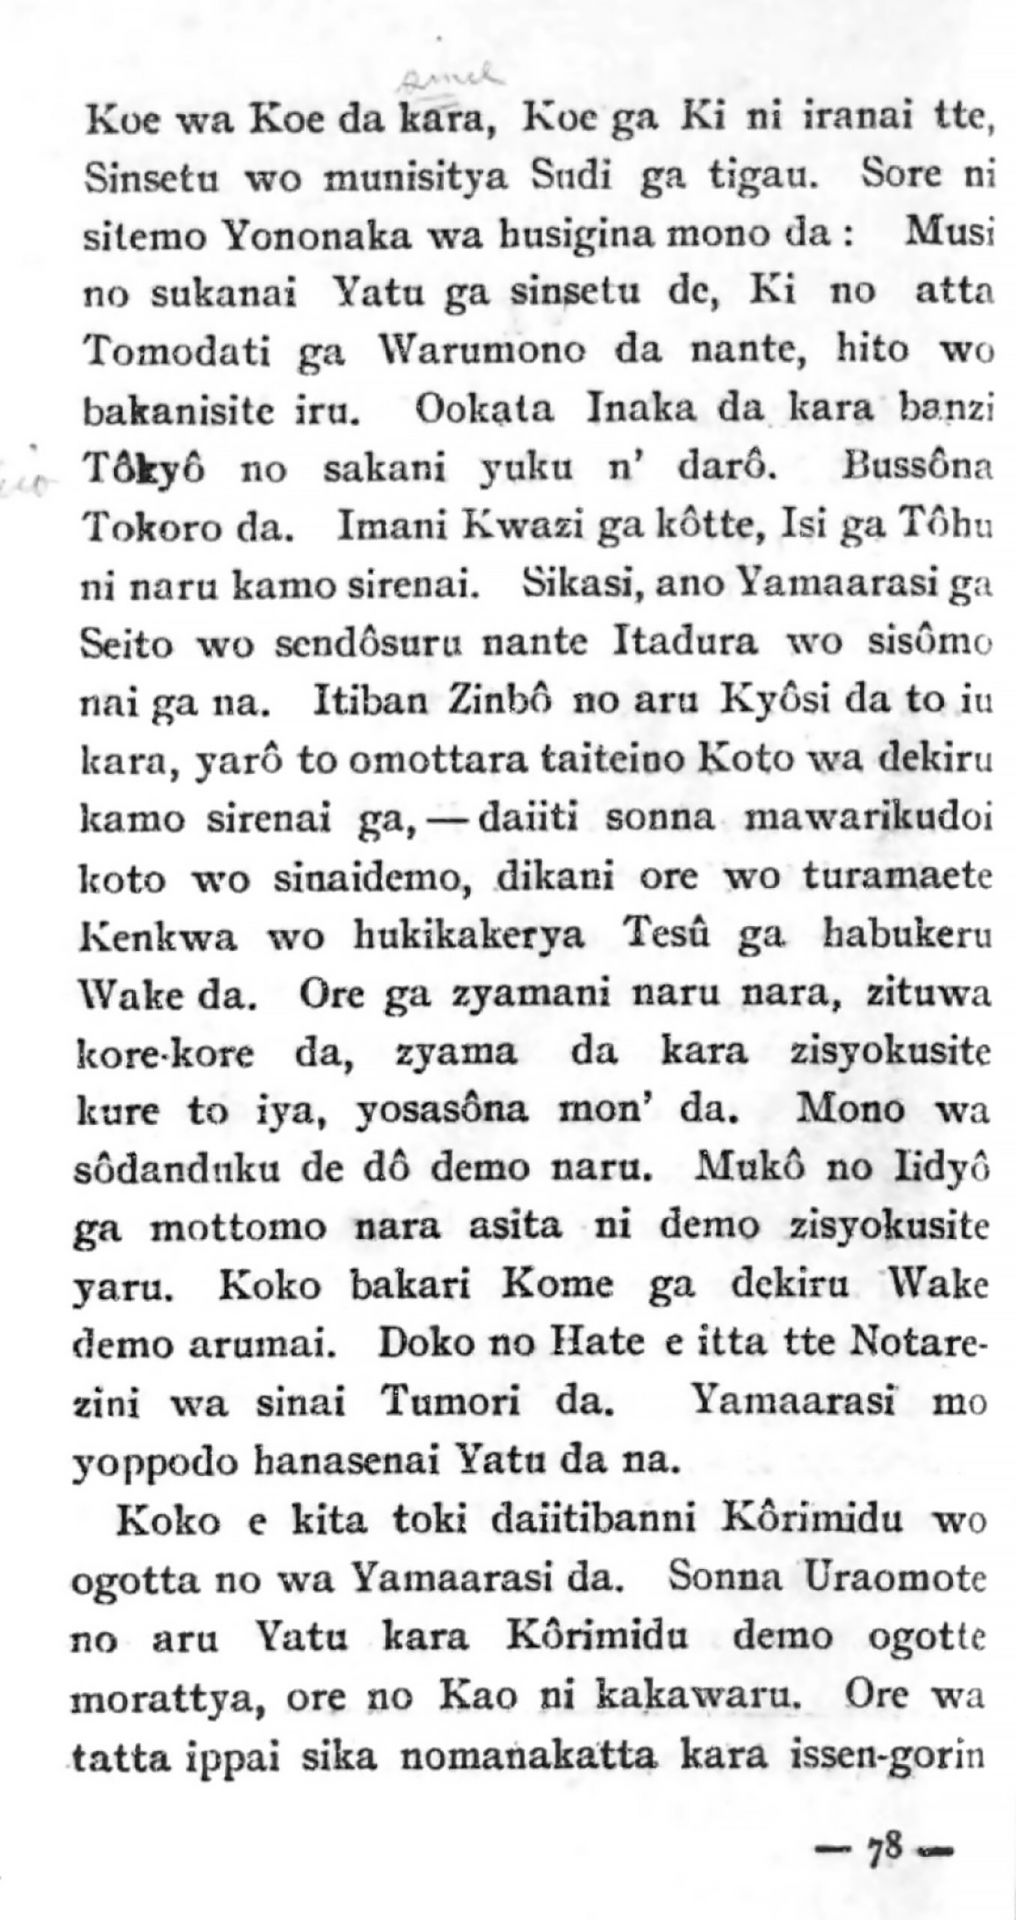 Koe wa Koe da kara, Koe ga Ki ni iranai tte,
Sinsetu wo munisitya Sudi ga tigau. Sore ni
sitemo Yononaka wa husigina mono da : Musi
no sukanai Yatu ga sinsetu de, Ki no atta
Tomodati ga Warumono da nante, hito wo
bakanisite iru. Ookata Inaka da kara banzi
Tôkyô no sakani yuku n’ darô. Bussôna
Tokoro da. Imani Kwazi ga kôtte, Isi ga Tôhu
ni naru kamo sirenai. Sikasi, ano Yamaarasi ga
Seito wo sendôsuru nante Itadura wo sisômo
nai ga na. Itiban Zinbô no aru Kyôsi da to iu
kara, yarô to omottara taiteino Koto wa dekiru
kamo sirenai ga, — daiiti sonna mawarikudoi
koto wo sinaidemo, dikani ore wo turamaete
Kenkwa wo hukikakerya Tesû ga habukeru
Wake da. Ore ga zyamani naru nara, zituwa
kore-kore da, zyama da kara zisyokusite
kure to iya, yosasôna mon’ da. Mono wa
sôdanduku de dô demo naru. Mukô no Iidyô
ga mottomo nara asita ni demo zisyokusite
yaru. Koko bakari Kome ga dekiru Wake
demo arumai. Doko no Hate e itta tte Notare-
zini wa sinai Tumori da. Yamaarasi mo
yoppodo hanasenai Yatu da na.
Koko e kita toki daiitibanni Kôrimidu wo
ogotta no wa Yamaarasi da. Sonna Uraomote
no aru Yatu kara Kôrimidu demo ogotte
morattya, ore no Kao ni kakawaru. Ore wa
tatta ippai sika nomanakatta kara issen-gorin
— 78 —